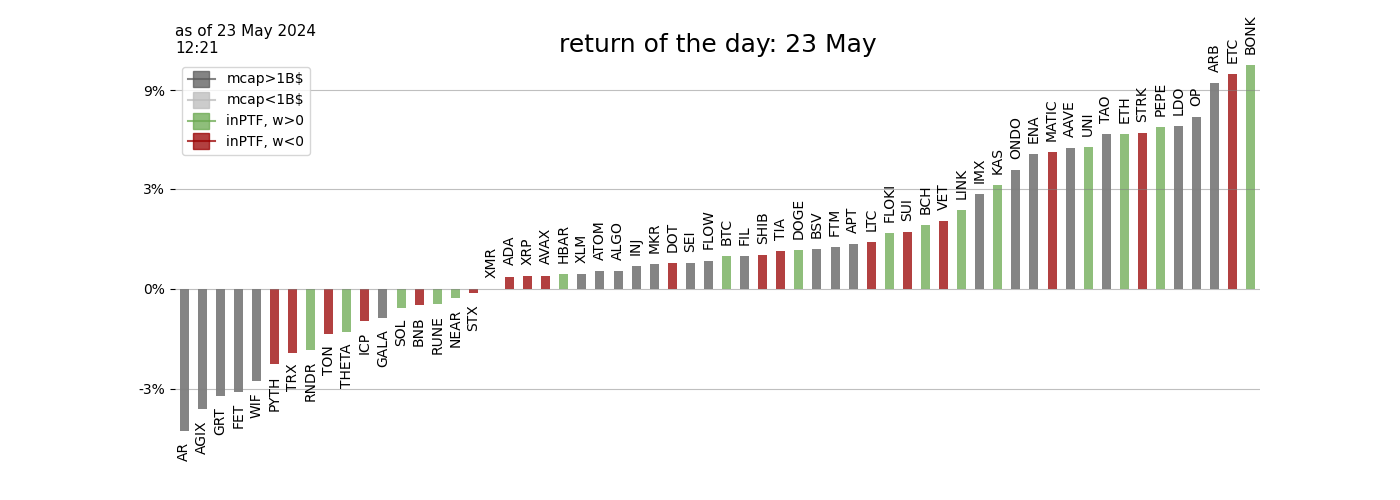 as of 23 May 2024
12:21
return of the day: 23 May
mcap>1B$
mcap<1B$
inPTF, w>0
inPTF, w<0
9%
3%
0%
-3%
AR
AGIX
GRT
FET
WIF
PYTH
TRX
RNDR
TON
THETA
ICP
GALA
SOL
BNB
RUNE
NEAR
STX
XMR
ADA
XRP
AVAX
HBAR
XLM
ATOM
ALGO
INJ
MKR
DOT
SEI
FLOW
BTC
FIL
SHIB
TIA
DOGE
BSV
FTM
APT
LTC
FLOKI
SUI
BCH
VET
LINK
IMX
KAS
ONDO
ENA
MATIC
AAVE
UNI
TAO
ETH
STRK
PEPE
LDO
OP
ARB
ETC
BONK